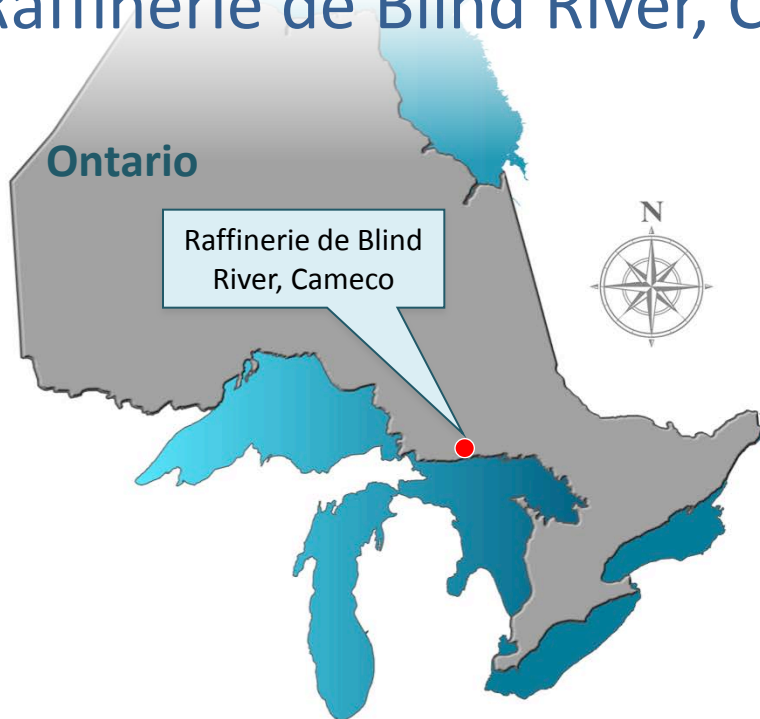 Raffinerie de Blind River, C
Ontario
Raffinerie de Blind
River, Cameco
N